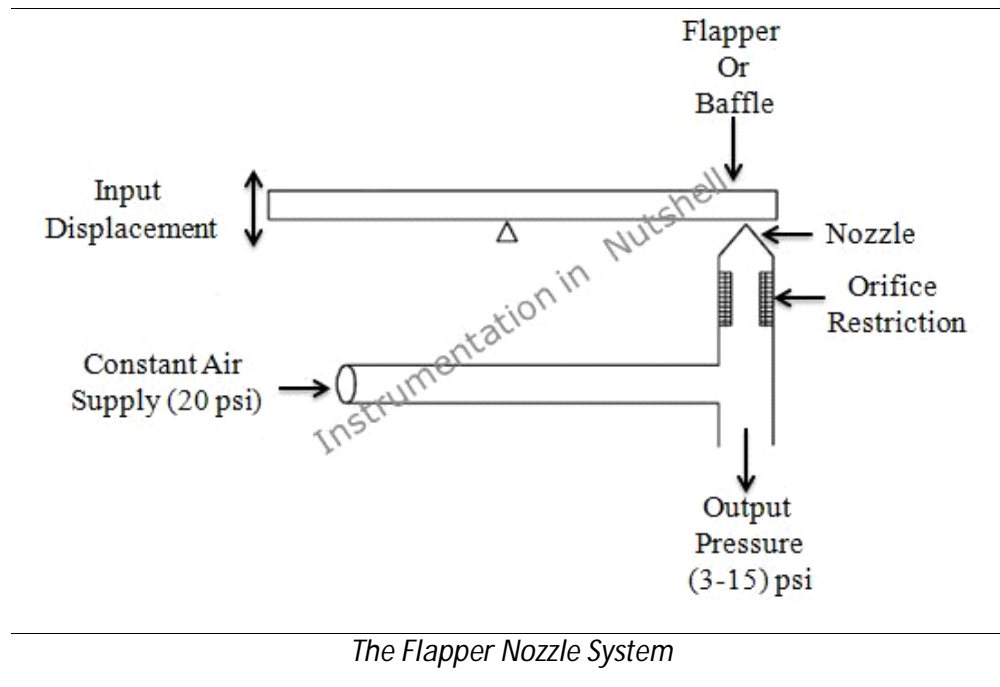 Flapper
Or
Baffle
Input
Displacement
Nozzle
Orifice
Restriction
Constant Air
Supply (20 psi)
Instrumentation in Nutshell
Output
Pressure
(3-15) psi
The Flapper Nozzle System